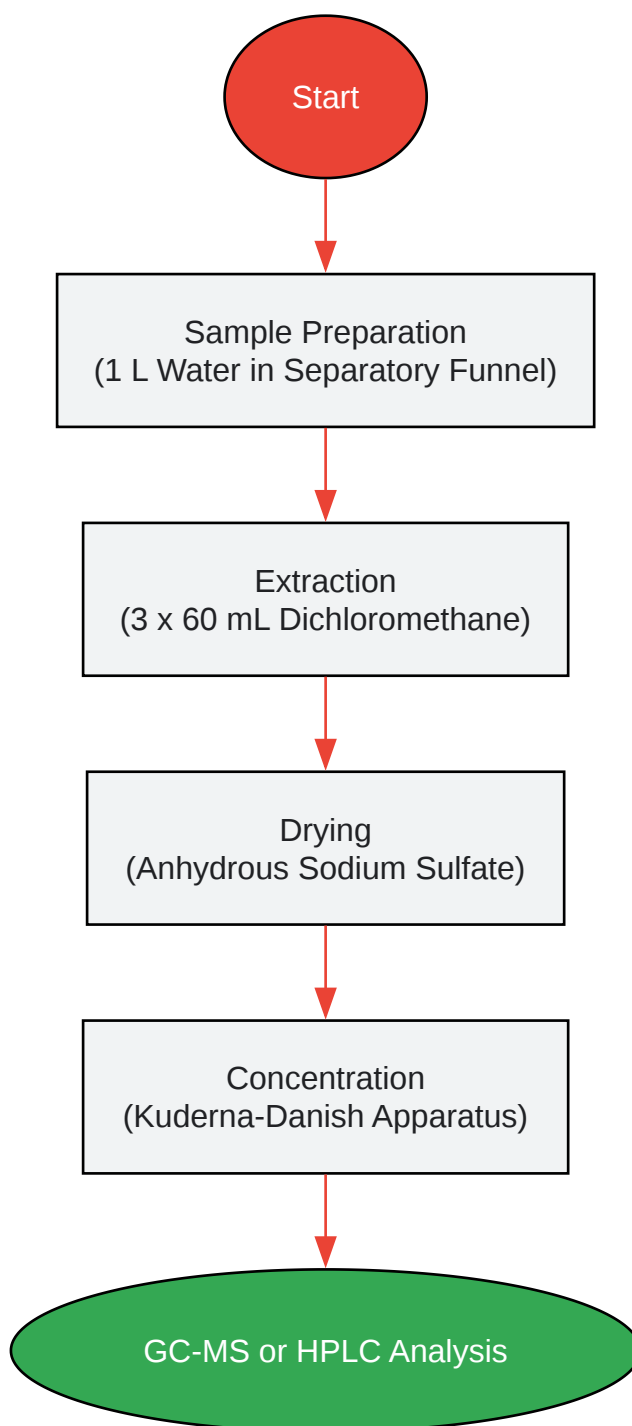 Start
Sample Preparation
(1 L Water in Separatory Funnel)
Extraction
(3 x 60 mL Dichloromethane)
Drying
(Anhydrous Sodium Sulfate)
Concentration
(Kuderna-Danish Apparatus)
GC-MS or HPLC Analysis